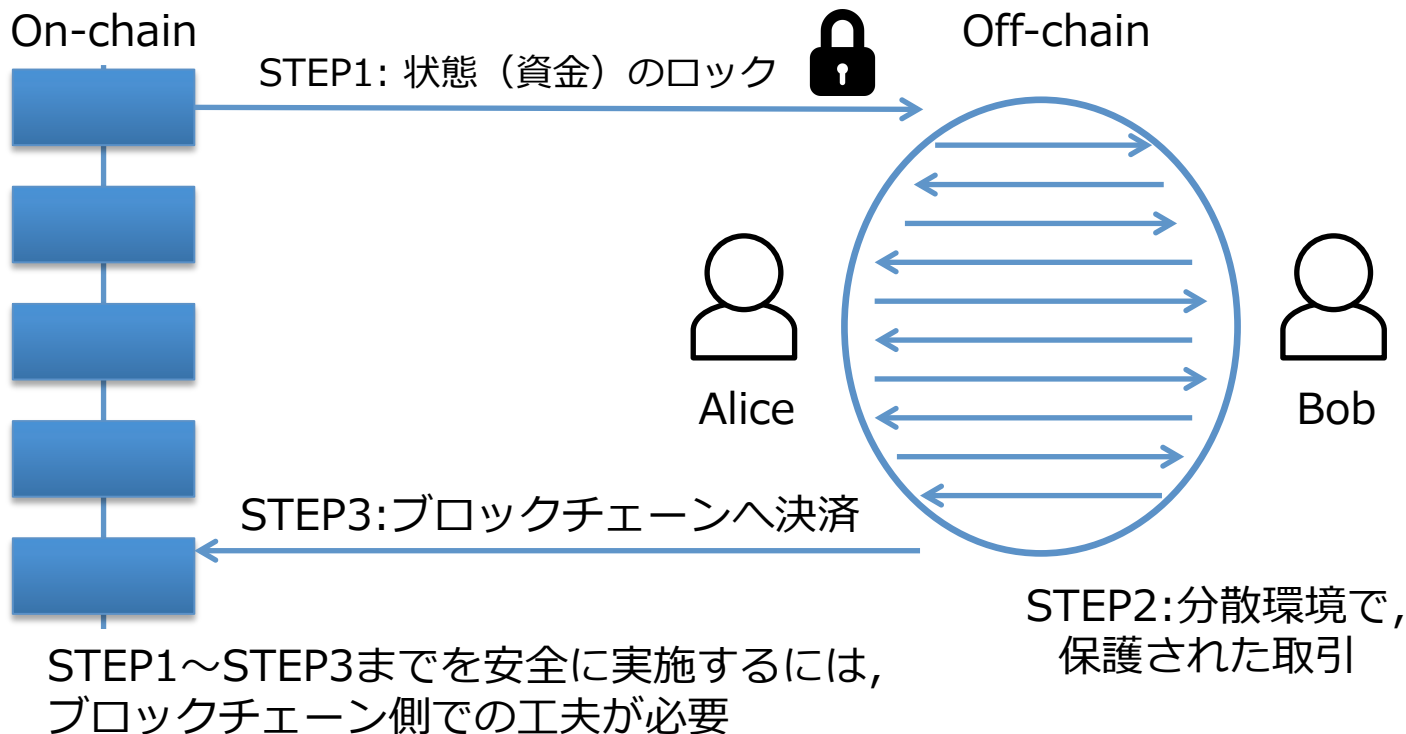 On-chain
Off-chain
STEP1: 状態（資金）のロック
Alice
Bob
STEP3:ブロックチェーンへ決済
STEP2:分散環境で,
保護された取引
STEP1～STEP3までを安全に実施するには,
ブロックチェーン側での工夫が必要